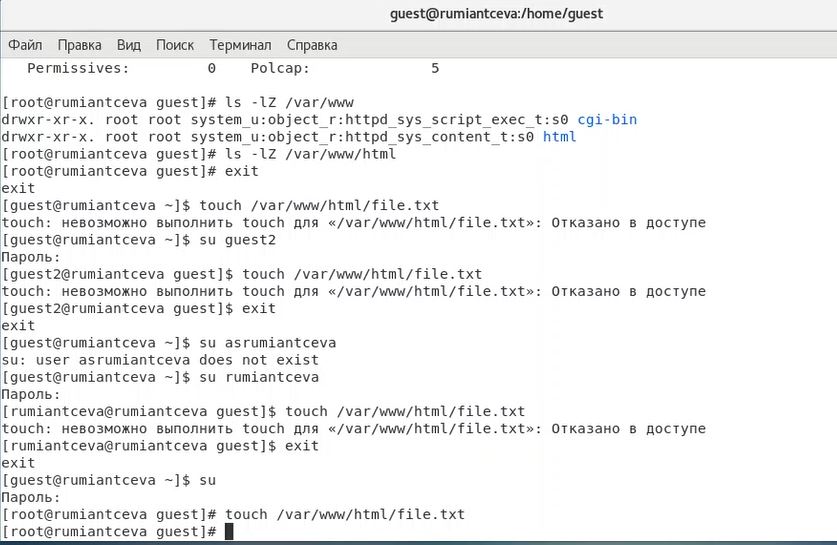 guest@rumiantceva:/home/guest
Файл Правка Вид Поиск Терминал Справка
Permissives: 0 Polcap: 5
[root@rumiantceva guest]# ls -lZ /var/www
drwxr-xr-x. root root system_u:object_r:httpd_sys_script_exec_t:s0 cgi-bin
drwxr-xr-x. root root system_u:object_r:httpd_sys_content_t:s0 html
[root@rumiantceva guest]# ls -lZ /var/www/html
[root@rumiantceva guest]# exit
exit
[guest@rumiantceva ~]$ touch /var/www/html/file.txt
touch: невозможно выполнить touch для «/var/www/html/file.txt»: Отказано в доступе
[guest@rumiantceva ~]$ su guest2
Пароль:
[guest2@rumiantceva guest]$ touch /var/www/html/file.txt
touch: невозможно выполнить touch для «/var/www/html/file.txt»: Отказано в доступе
[guest2@rumiantceva guest]$ exit
exit
[guest@rumiantceva ~]$ su asrumiantceva
su: user asrumiantceva does not exist
[guest@rumiantceva ~]$ su rumiantceva
Пароль:
[rumiantceva@rumiantceva guest]$ touch /var/www/html/file.txt
touch: невозможно выполнить touch для «/var/www/html/file.txt»: Отказано в доступе
[rumiantceva@rumiantceva guest]$ exit
exit
[guest@rumiantceva ~]$ su
Пароль:
[root@rumiantceva guest]# touch /var/www/html/file.txt
[root@rumiantceva guest]#